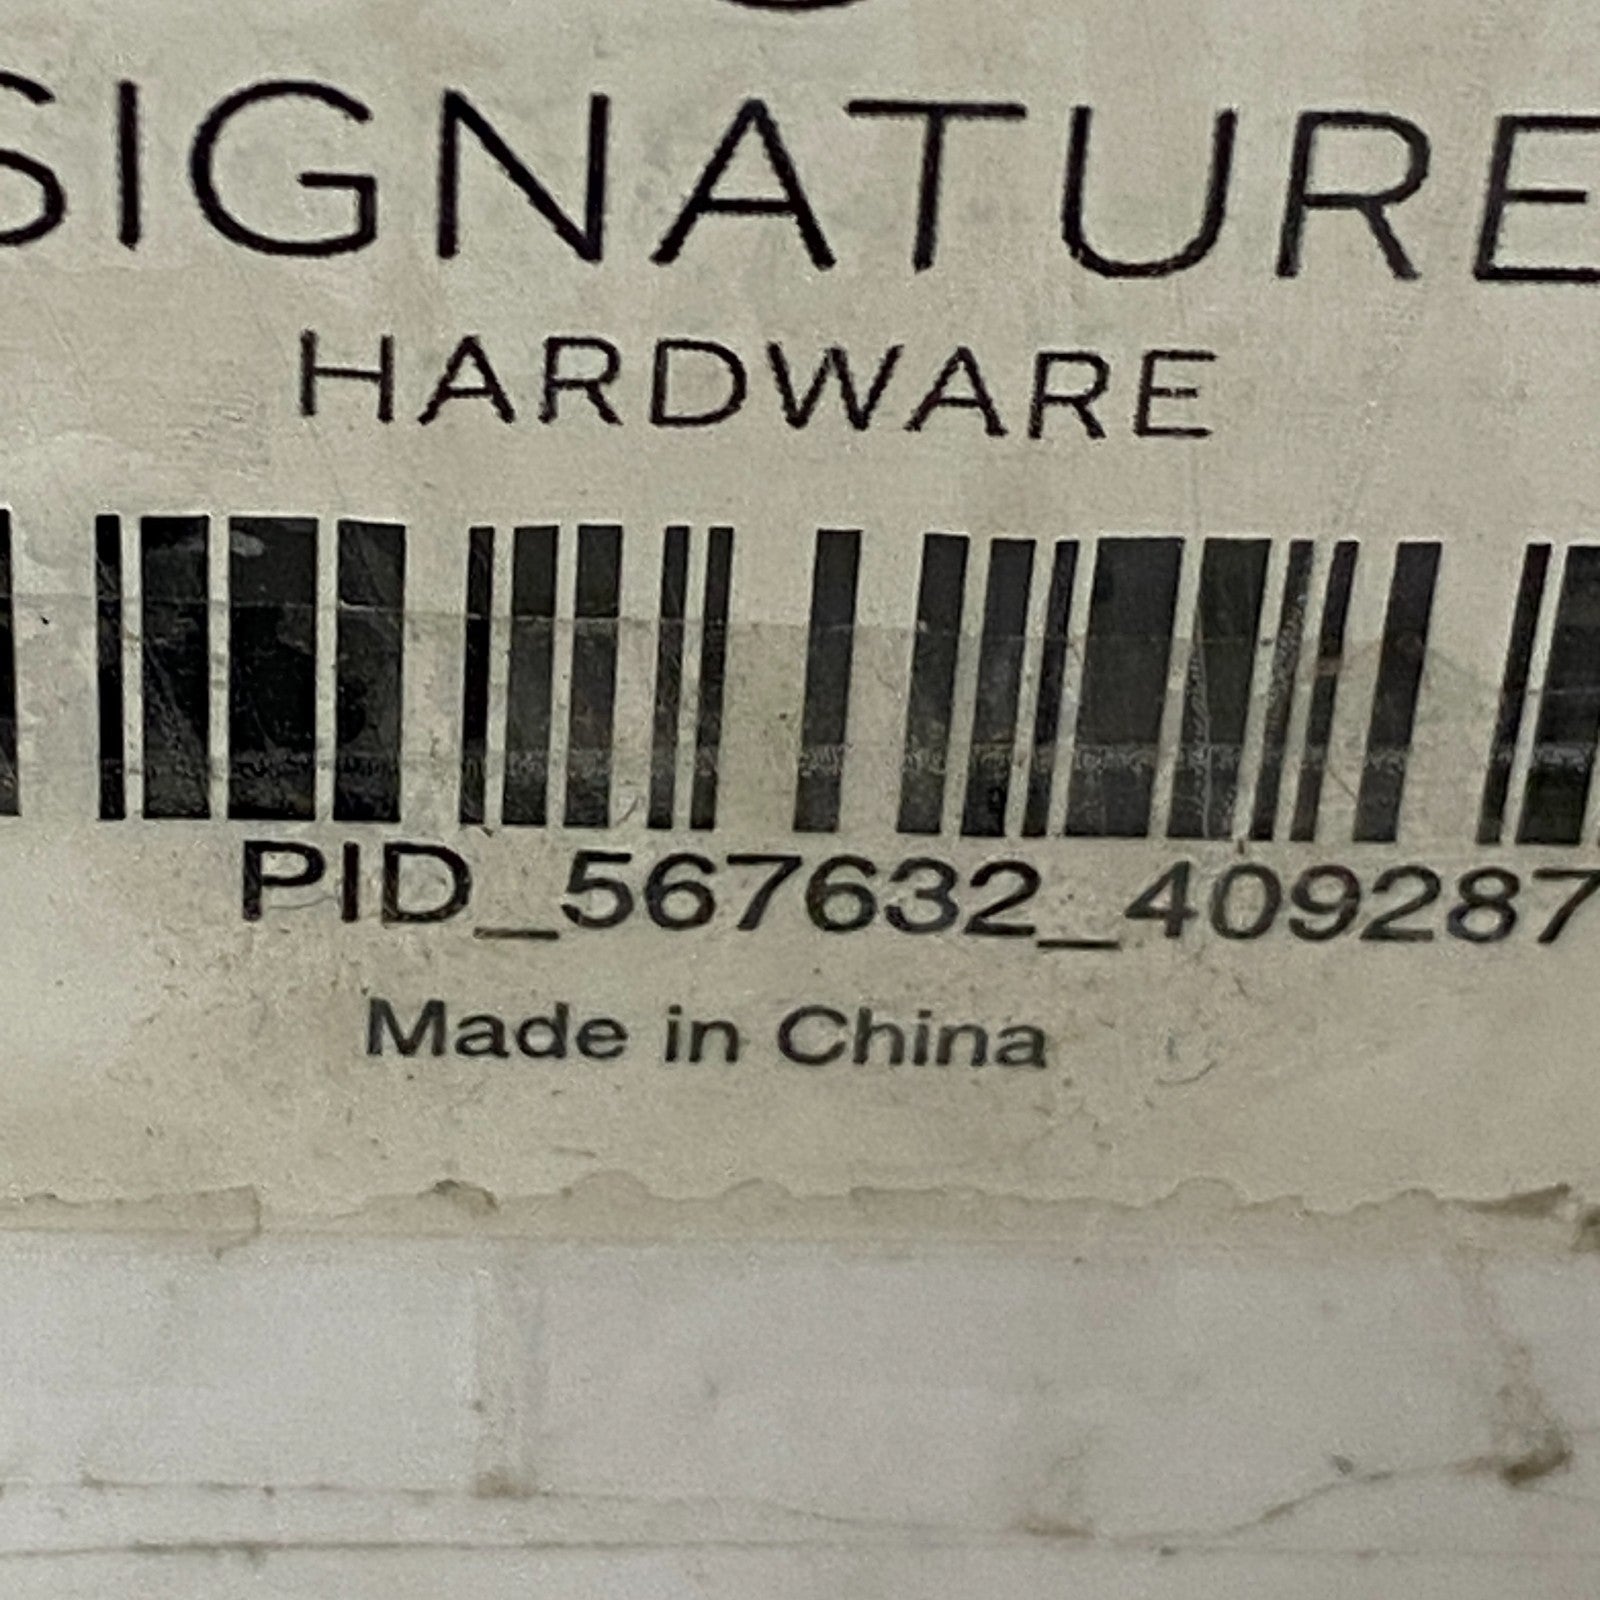 SIGNATURE
HARDWARE
PID_567632_409287
Made in China